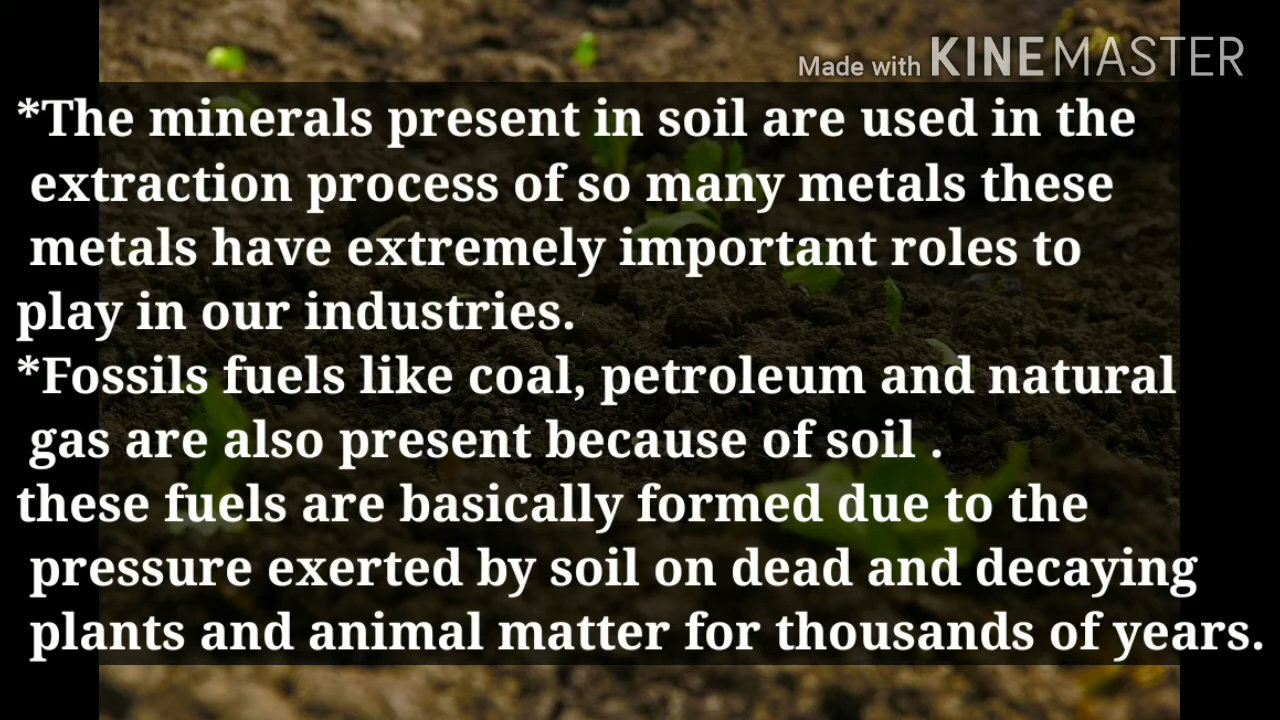 Made with KINEMASTER
*The minerals present in soil are used in the
extraction process of so many metals these
metals have extremely important roles to
play in our industries.
*Fossils fuels like coal, petroleum and natural
gas are also present because of soil .
these fuels are basically formed due to the
pressure exerted by soil on dead and decaying
plants and animal matter for thousands of years.